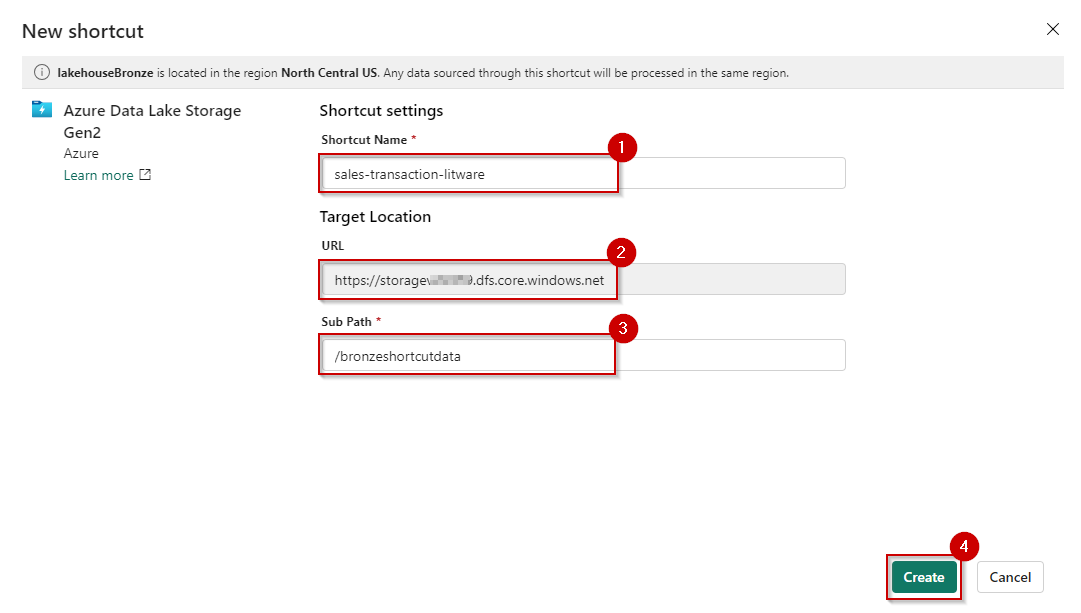 New shortcut
lakehouseBronze is located in the region North Central US. Any data sourced through this shortcut will be processed in the same region.
Azure Data Lake Storage
Gen2
Azure
Learn more
Shortcut settings
Shortcut Name *
1
sales-transaction-litware
Target Location
URL
2
https://storage 9.dfs.core.windows.net
Sub Path *
3
/bronzeshortcutdata
4
Create
Cancel